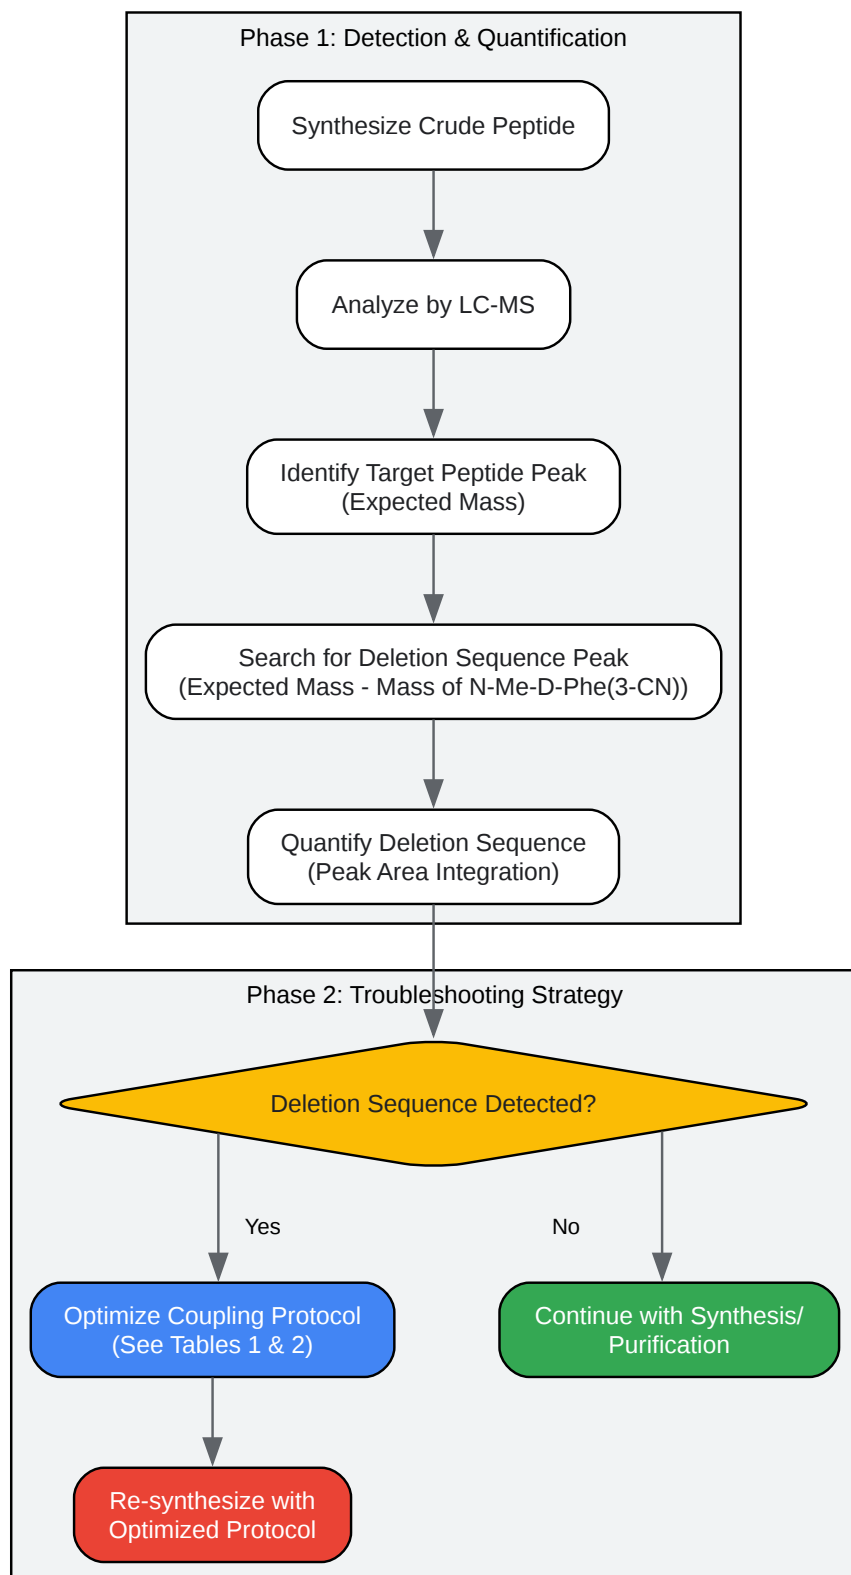 Phase 1: Detection & Quantification
Synthesize Crude Peptide
Analyze by LC-MS
Identify Target Peptide Peak
(Expected Mass)
Search for Deletion Sequence Peak
(Expected Mass - Mass of N-Me-D-Phe(3-CN))
Quantify Deletion Sequence
(Peak Area Integration)
Phase 2: Troubleshooting Strategy
Deletion Sequence Detected?
Yes
No
Optimize Coupling Protocol
(See Tables 1 & 2)
Continue with Synthesis/
Purification
Re-synthesize with
Optimized Protocol